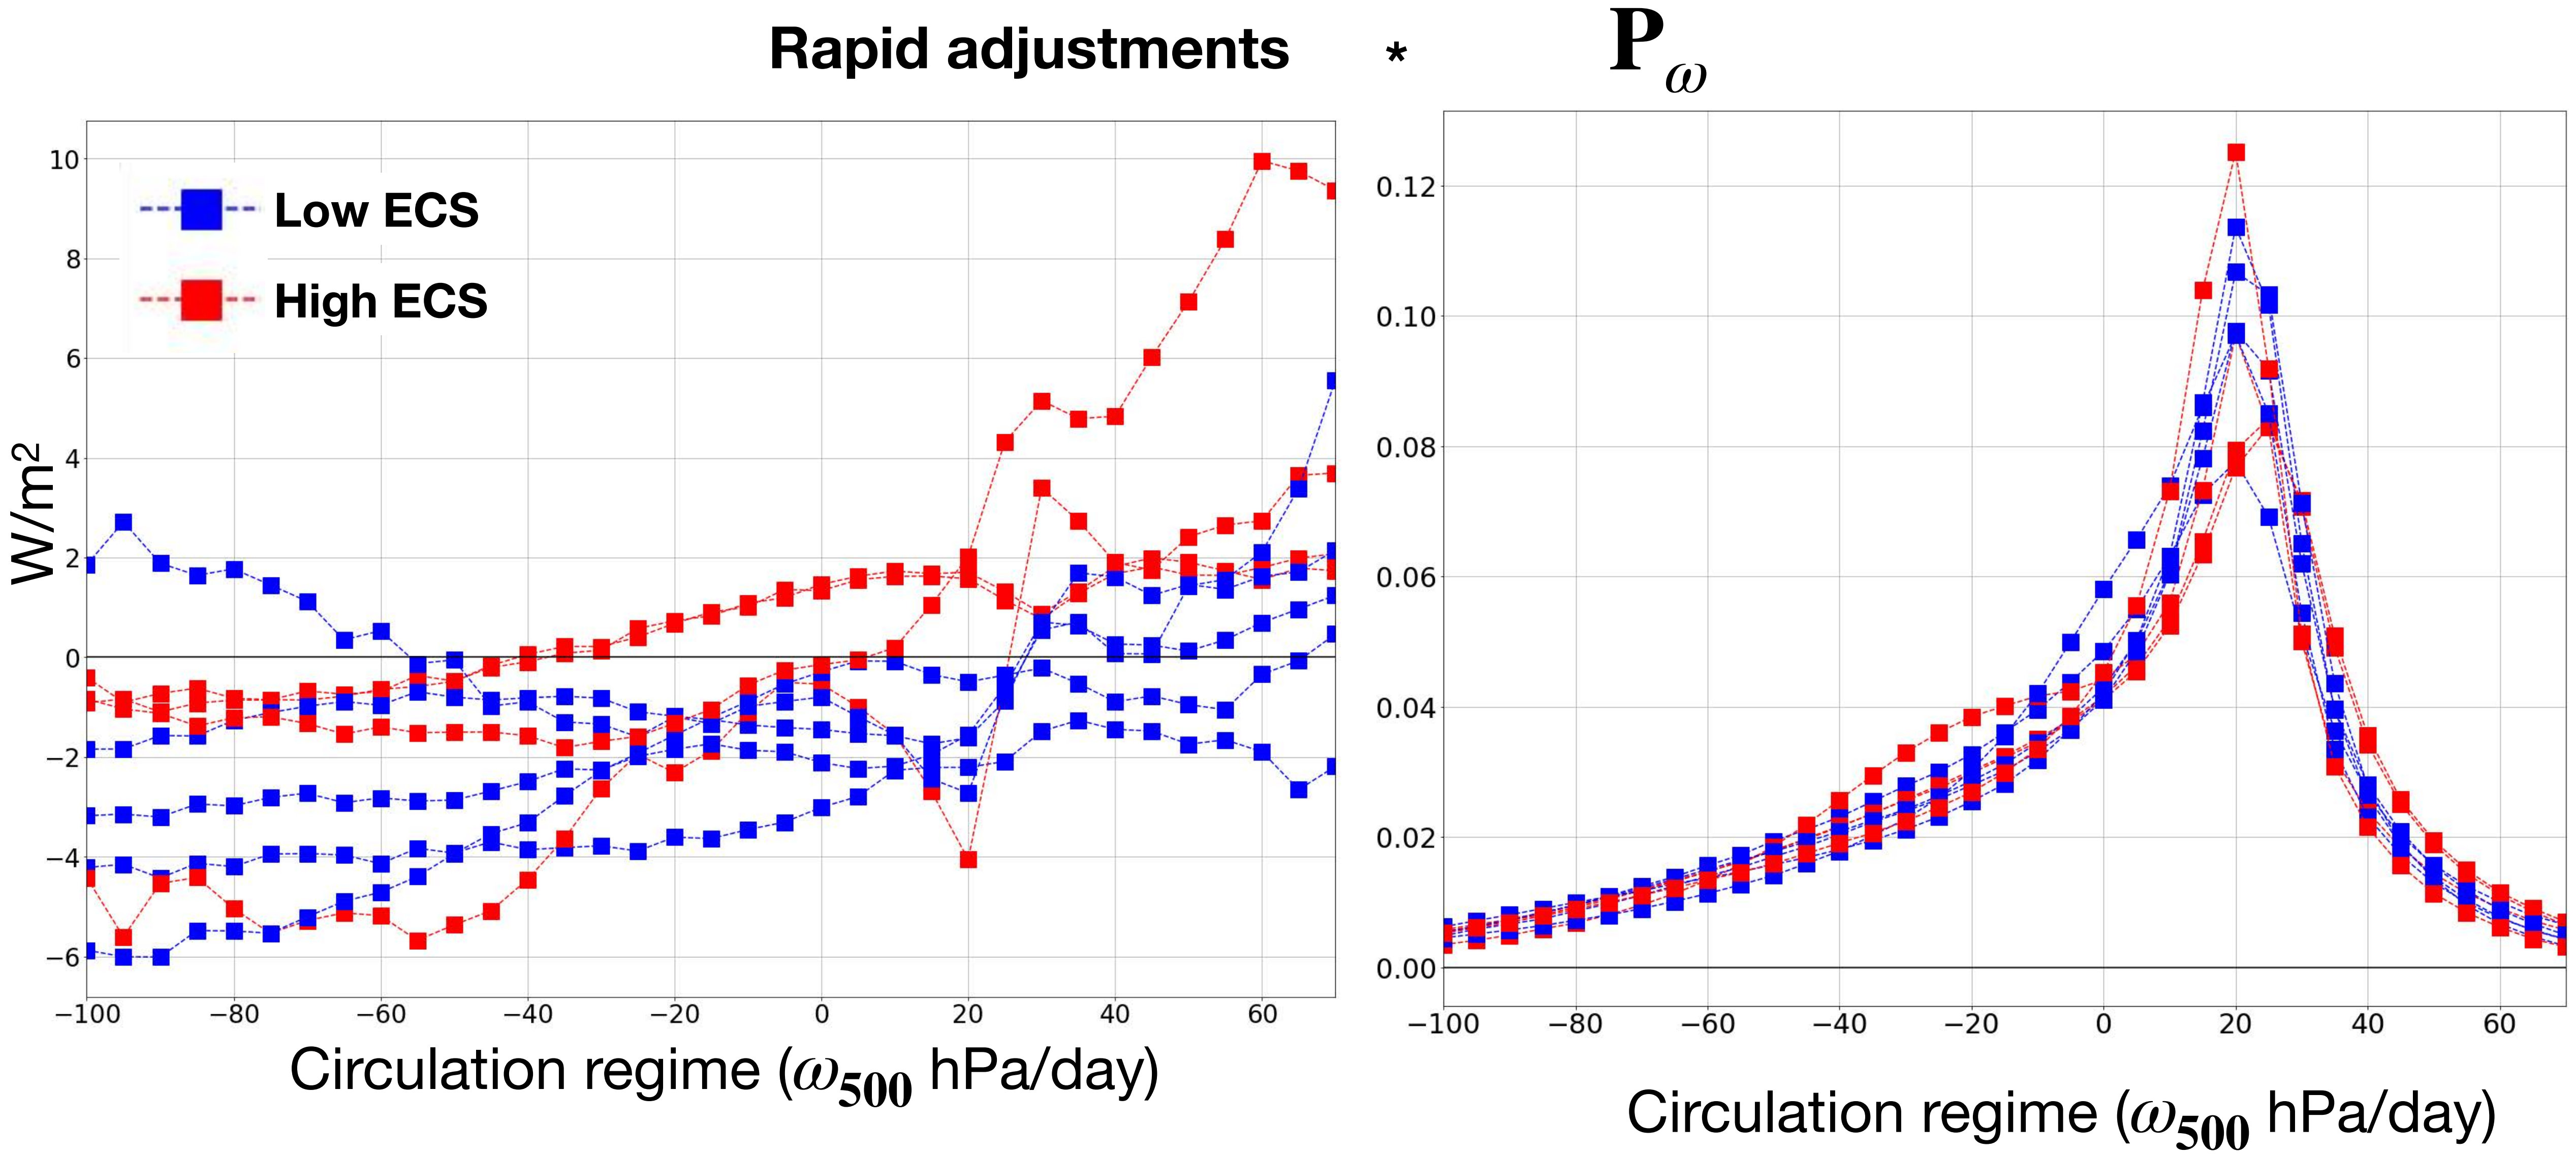 Rapid adjustments * Pω
10
8
6
4
2
0
−2
−4
−6
W/m²
Low ECS
High ECS
−100 −80 −60 −40 −20 0 20 40 60
Circulation regime (ω500 hPa/day)
0.12
0.10
0.08
0.06
0.04
0.02
0.00
−100 −80 −60 −40 −20 0 20 40 60
Circulation regime (ω500 hPa/day)